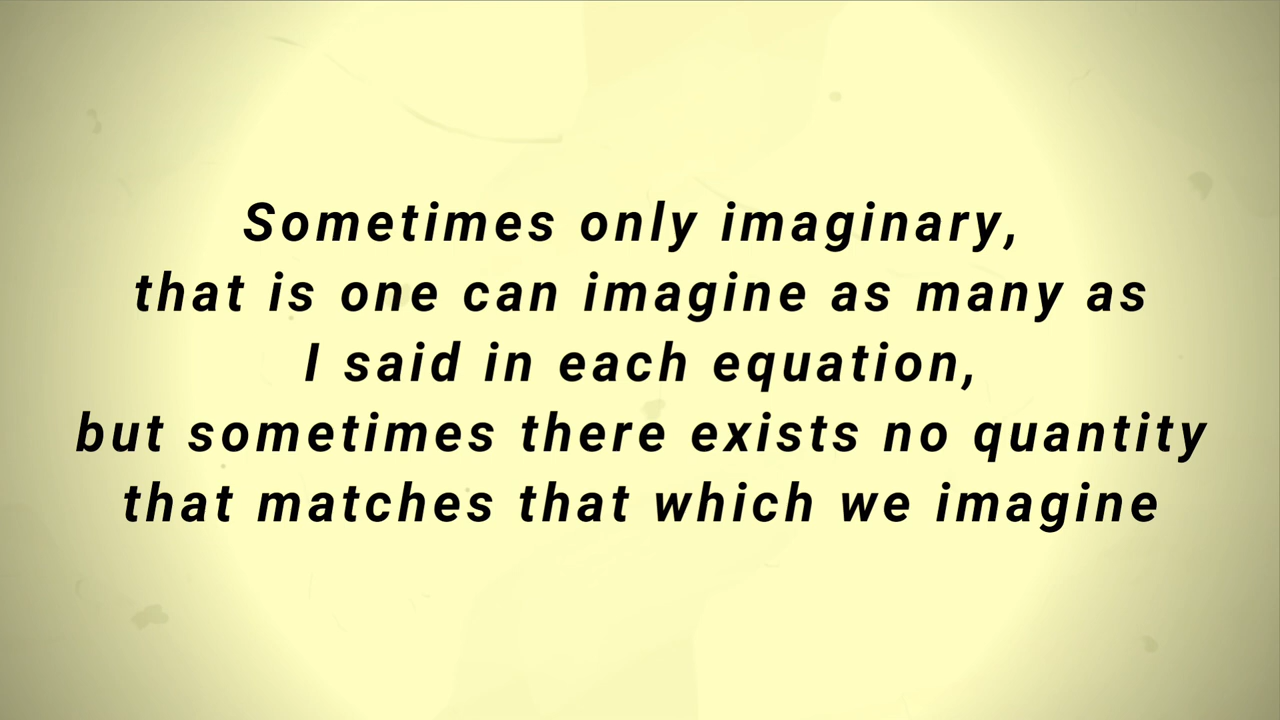 Sometimes only imaginary,
that is one can imagine as many as
I said in each equation,
but sometimes there exists no quantity
that matches that which we imagine